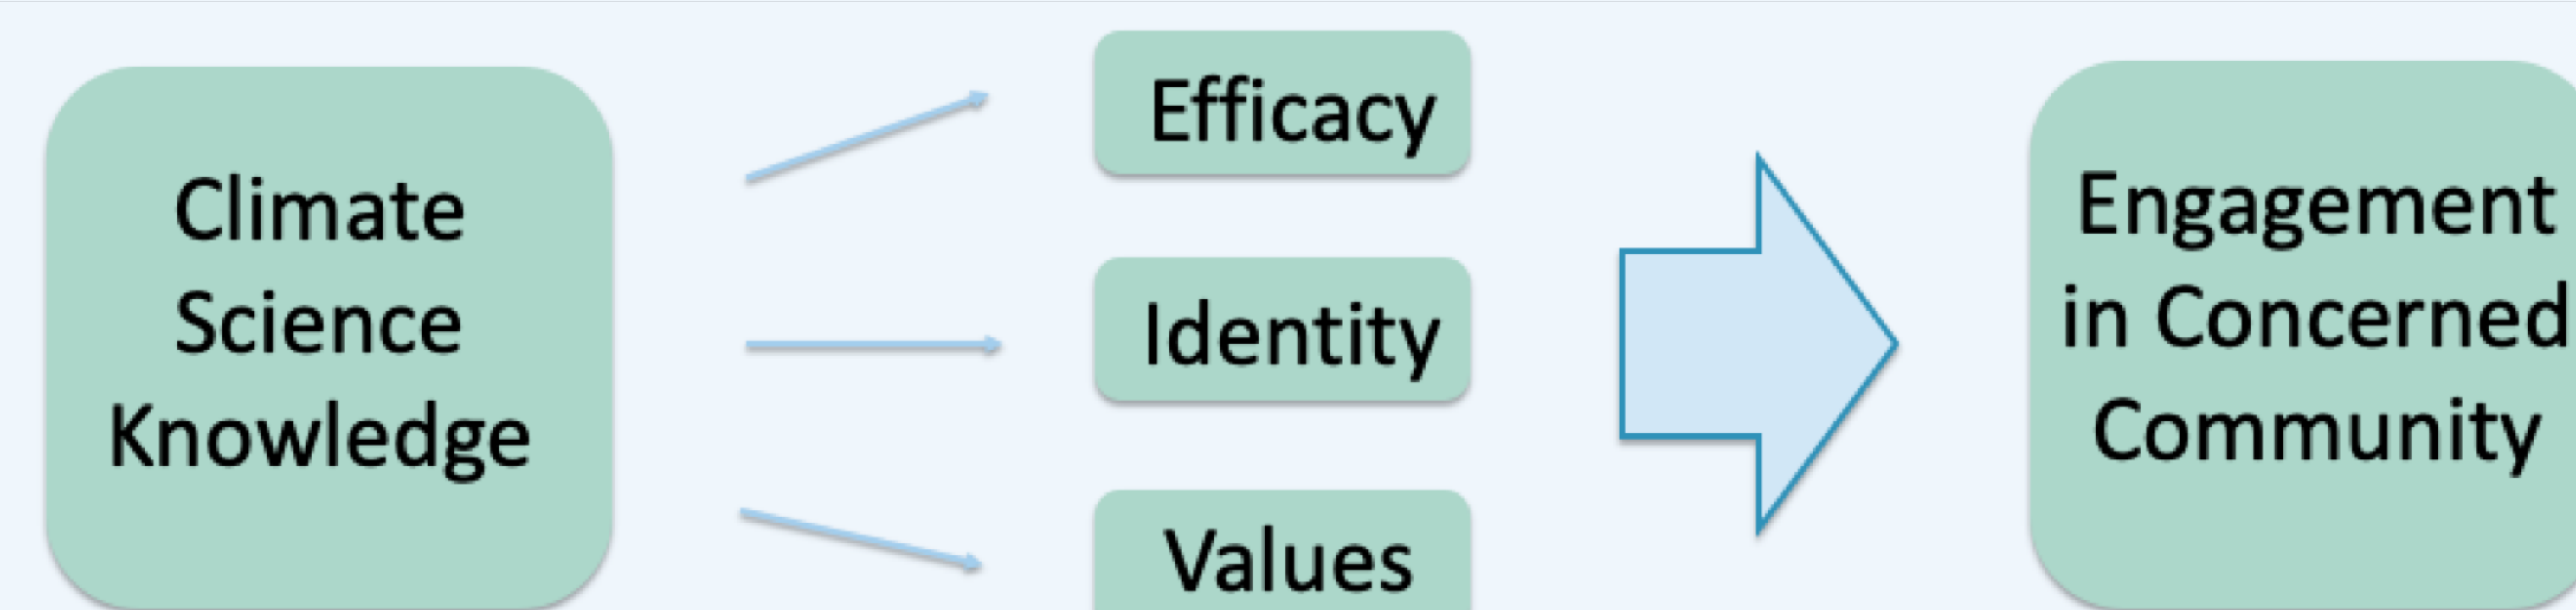 Climate
Science
Knowledge
Efficacy
Identity
Values
Engagement
in Concerned
Community